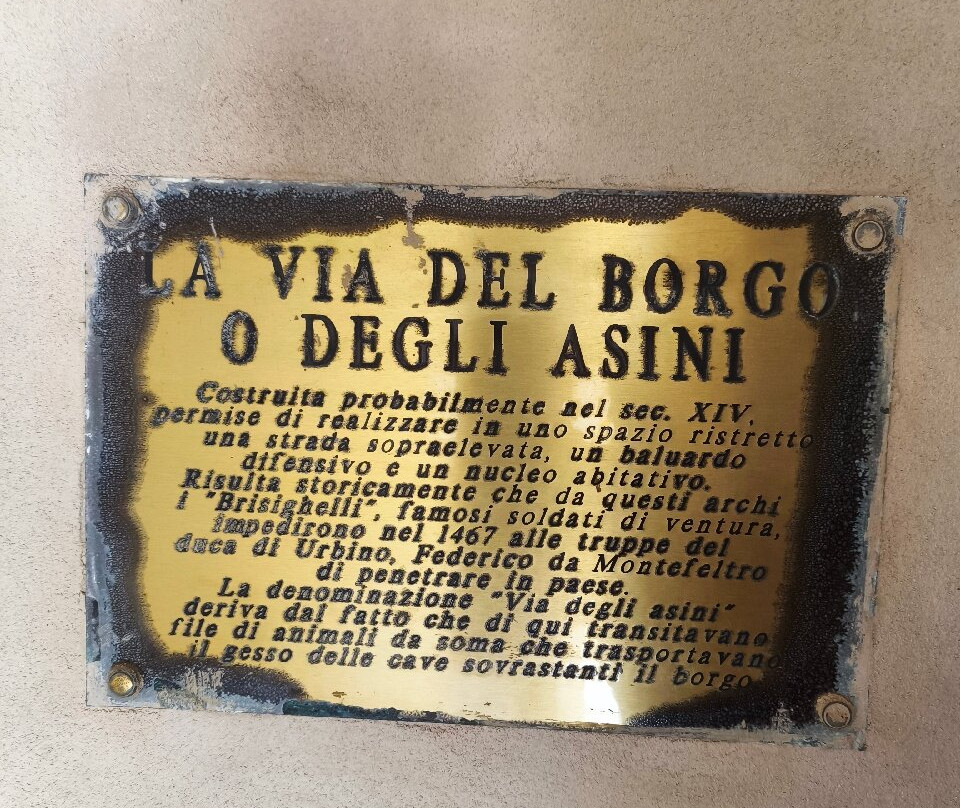 LA VIA DEL BORGO
O DEGLI ASINI
Costruita probabilmente nel sec. XIV,
permise di realizzare in uno spazio ristretto
una strada sopraelevata, un baluardo
difensivo e un nucleo abitativo.
Risulta storicamente che da questi archi
i "Brisighelli", famosi soldati di ventura,
impedirono nel 1467 alle truppe del
duca di Urbino, Federico da Montefeltro
di penetrare in paese.
La denominazione "Via degli asini"
deriva dal fatto che di qui transitavano
file di animali da soma che trasportavano
il gesso delle cave sovrastanti il borgo